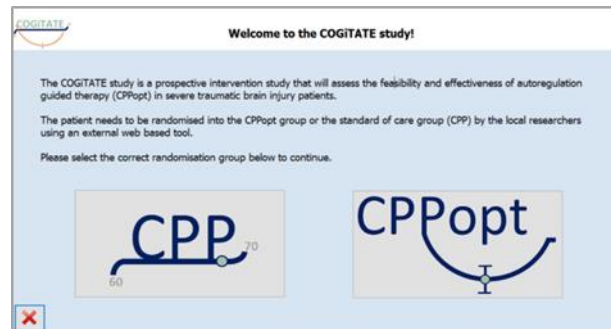 COGiTATE
Welcome to the COGiTATE study!
The COGiTATE study is a prospective intervention study that will assess the feasibility and effectiveness of autoregulation
guided therapy (CPPopt) in severe traumatic brain injury patients.
The patient needs to be randomised into the CPPopt group or the standard of care group (CPP) by the local researchers
using an external web based tool.
Please select the correct randomisation group below to continue.
CPP
70
60
CPPopt